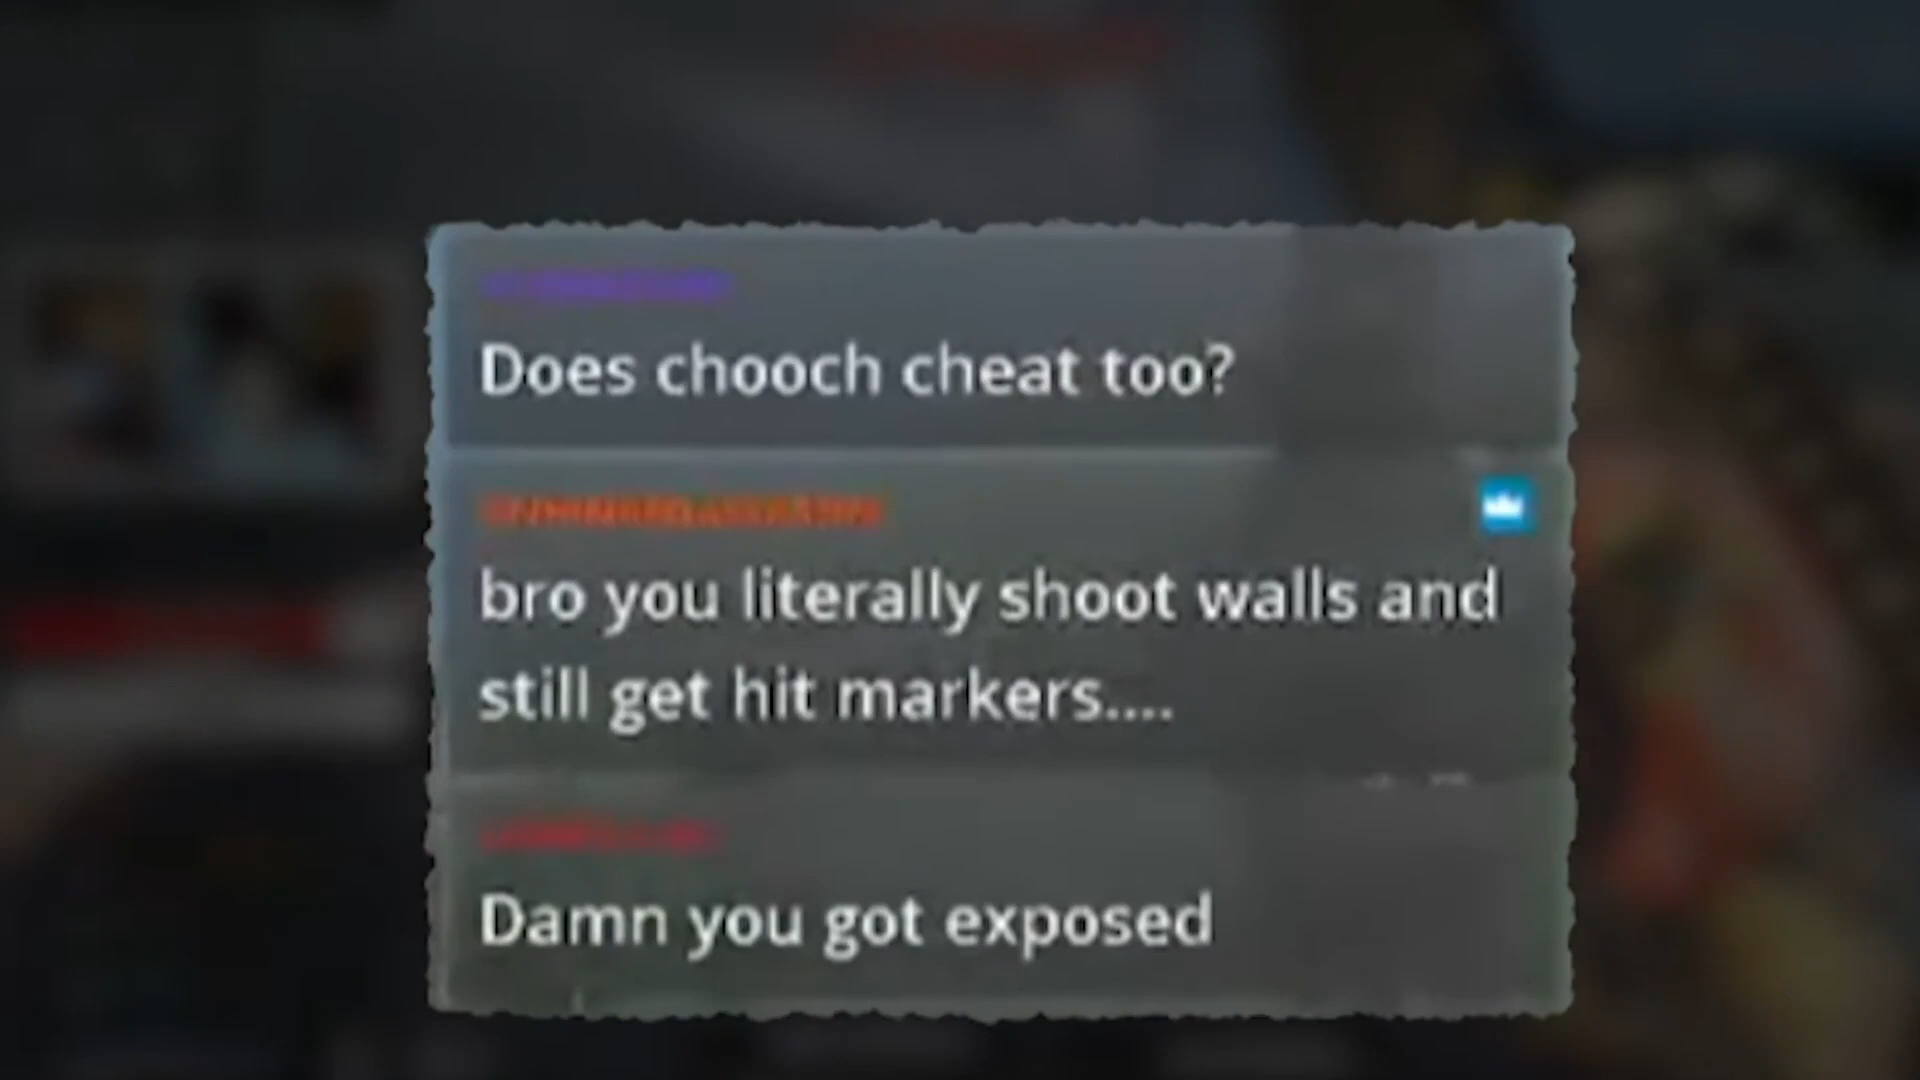 Does chooch cheat too?
bro you literally shoot walls and
still get hit markers....
Damn you got exposed